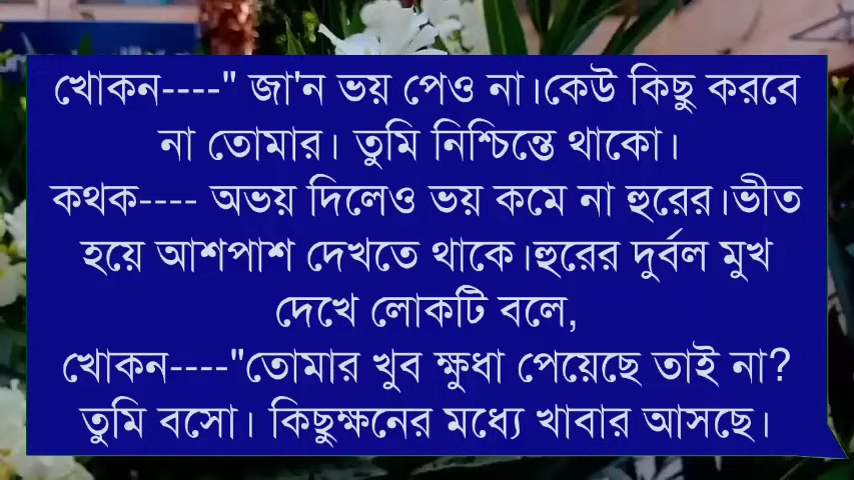 খোকন----" জা'ন ভয় পেও না।কেউ কিছু করবে
না তোমার। তুমি নিশ্চিন্তে থাকো।
কথক---- অভয় দিলেও ভয় কমে না হুরের।ভীত
হয়ে আশপাশ দেখতে থাকে।হুরের দুর্বল মুখ
দেখে লোকটি বলে,
খোকন----"তোমার খুব ক্ষুধা পেয়েছে তাই না?
তুমি বসো। কিছুক্ষনের মধ্যে খাবার আসছে।